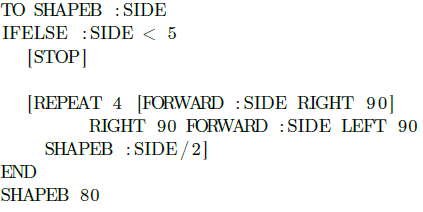 TO SHAPEB :SIDE
IFELSE :SIDE < 5
[STOP]
[REPEAT 4 [FORWARD :SIDE RIGHT 90]
RIGHT 90 FORWARD :SIDE LEFT 90
SHAPEB :SIDE/2]
END
SHAPEB 80